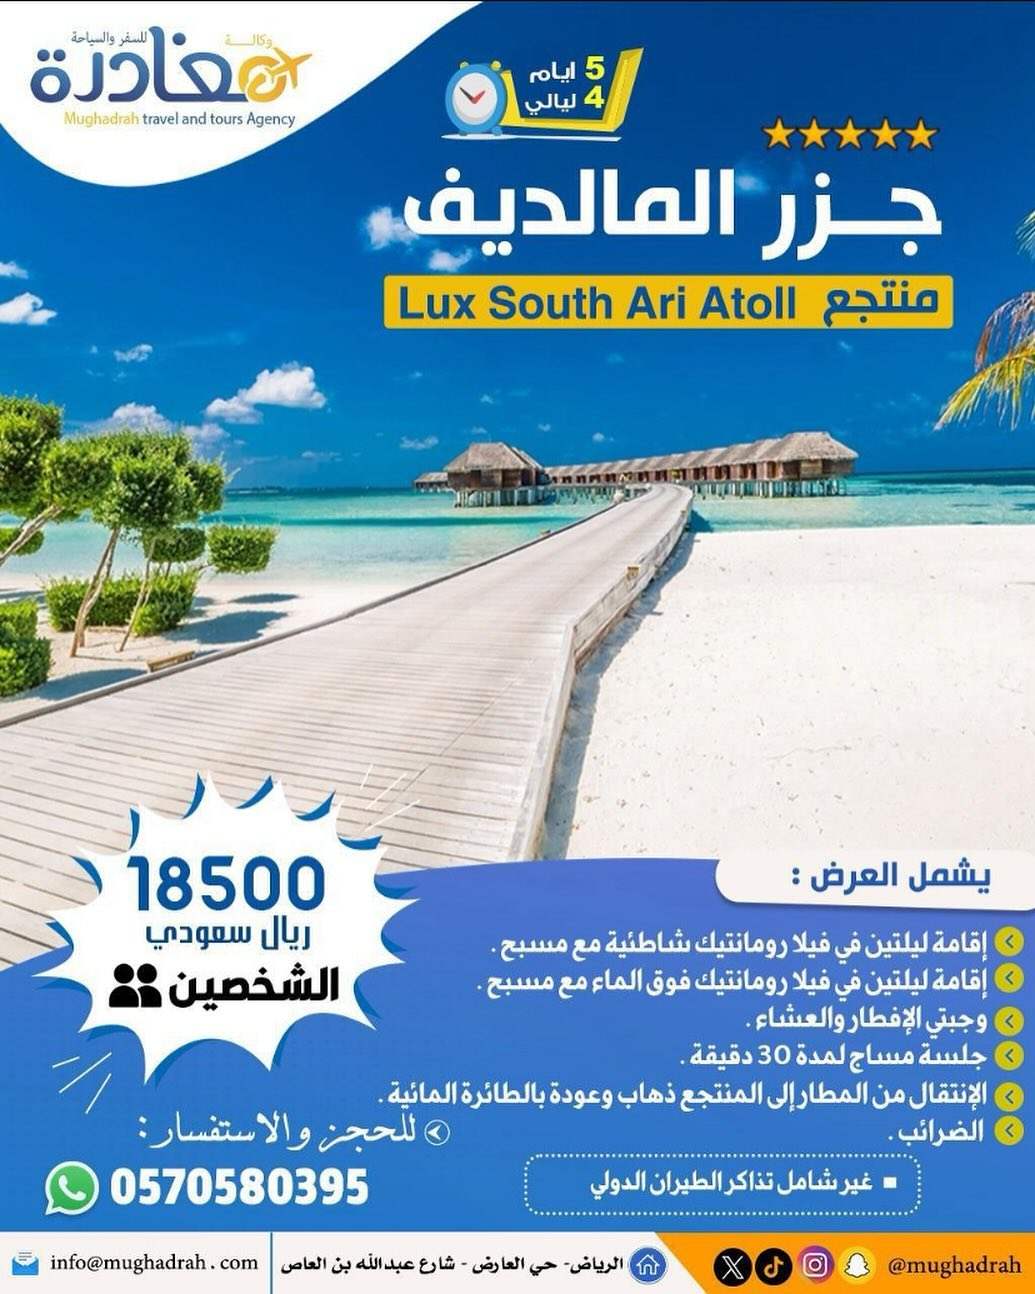 وكالة
للسفر والسياحة
مغادرة
Mughadrah travel and tours Agency
5 ايام
4 ليالي
جزر المالديف
منتجع Lux South Ari Atoll
18500
ريال سعودي
الشخصين
يشمل العرض :
إقامة ليلتين في فيلا رومانتيك شاطئية مع مسبح .
إقامة ليلتين في فيلا رومانتيك فوق الماء مع مسبح .
وجبتي الإفطار والعشاء .
جلسة مساج لمدة 30 دقيقة .
الإنتقال من المطار إلى المنتجع ذهاب وعودة بالطائرة المائية .
الضرائب .
للحجز والاستفسار:
0570580395
غير شامل تذاكر الطيران الدولي
info@mughadrah.com
الرياض- حي العارض - شارع عبدالله بن العاص
@mughadrah